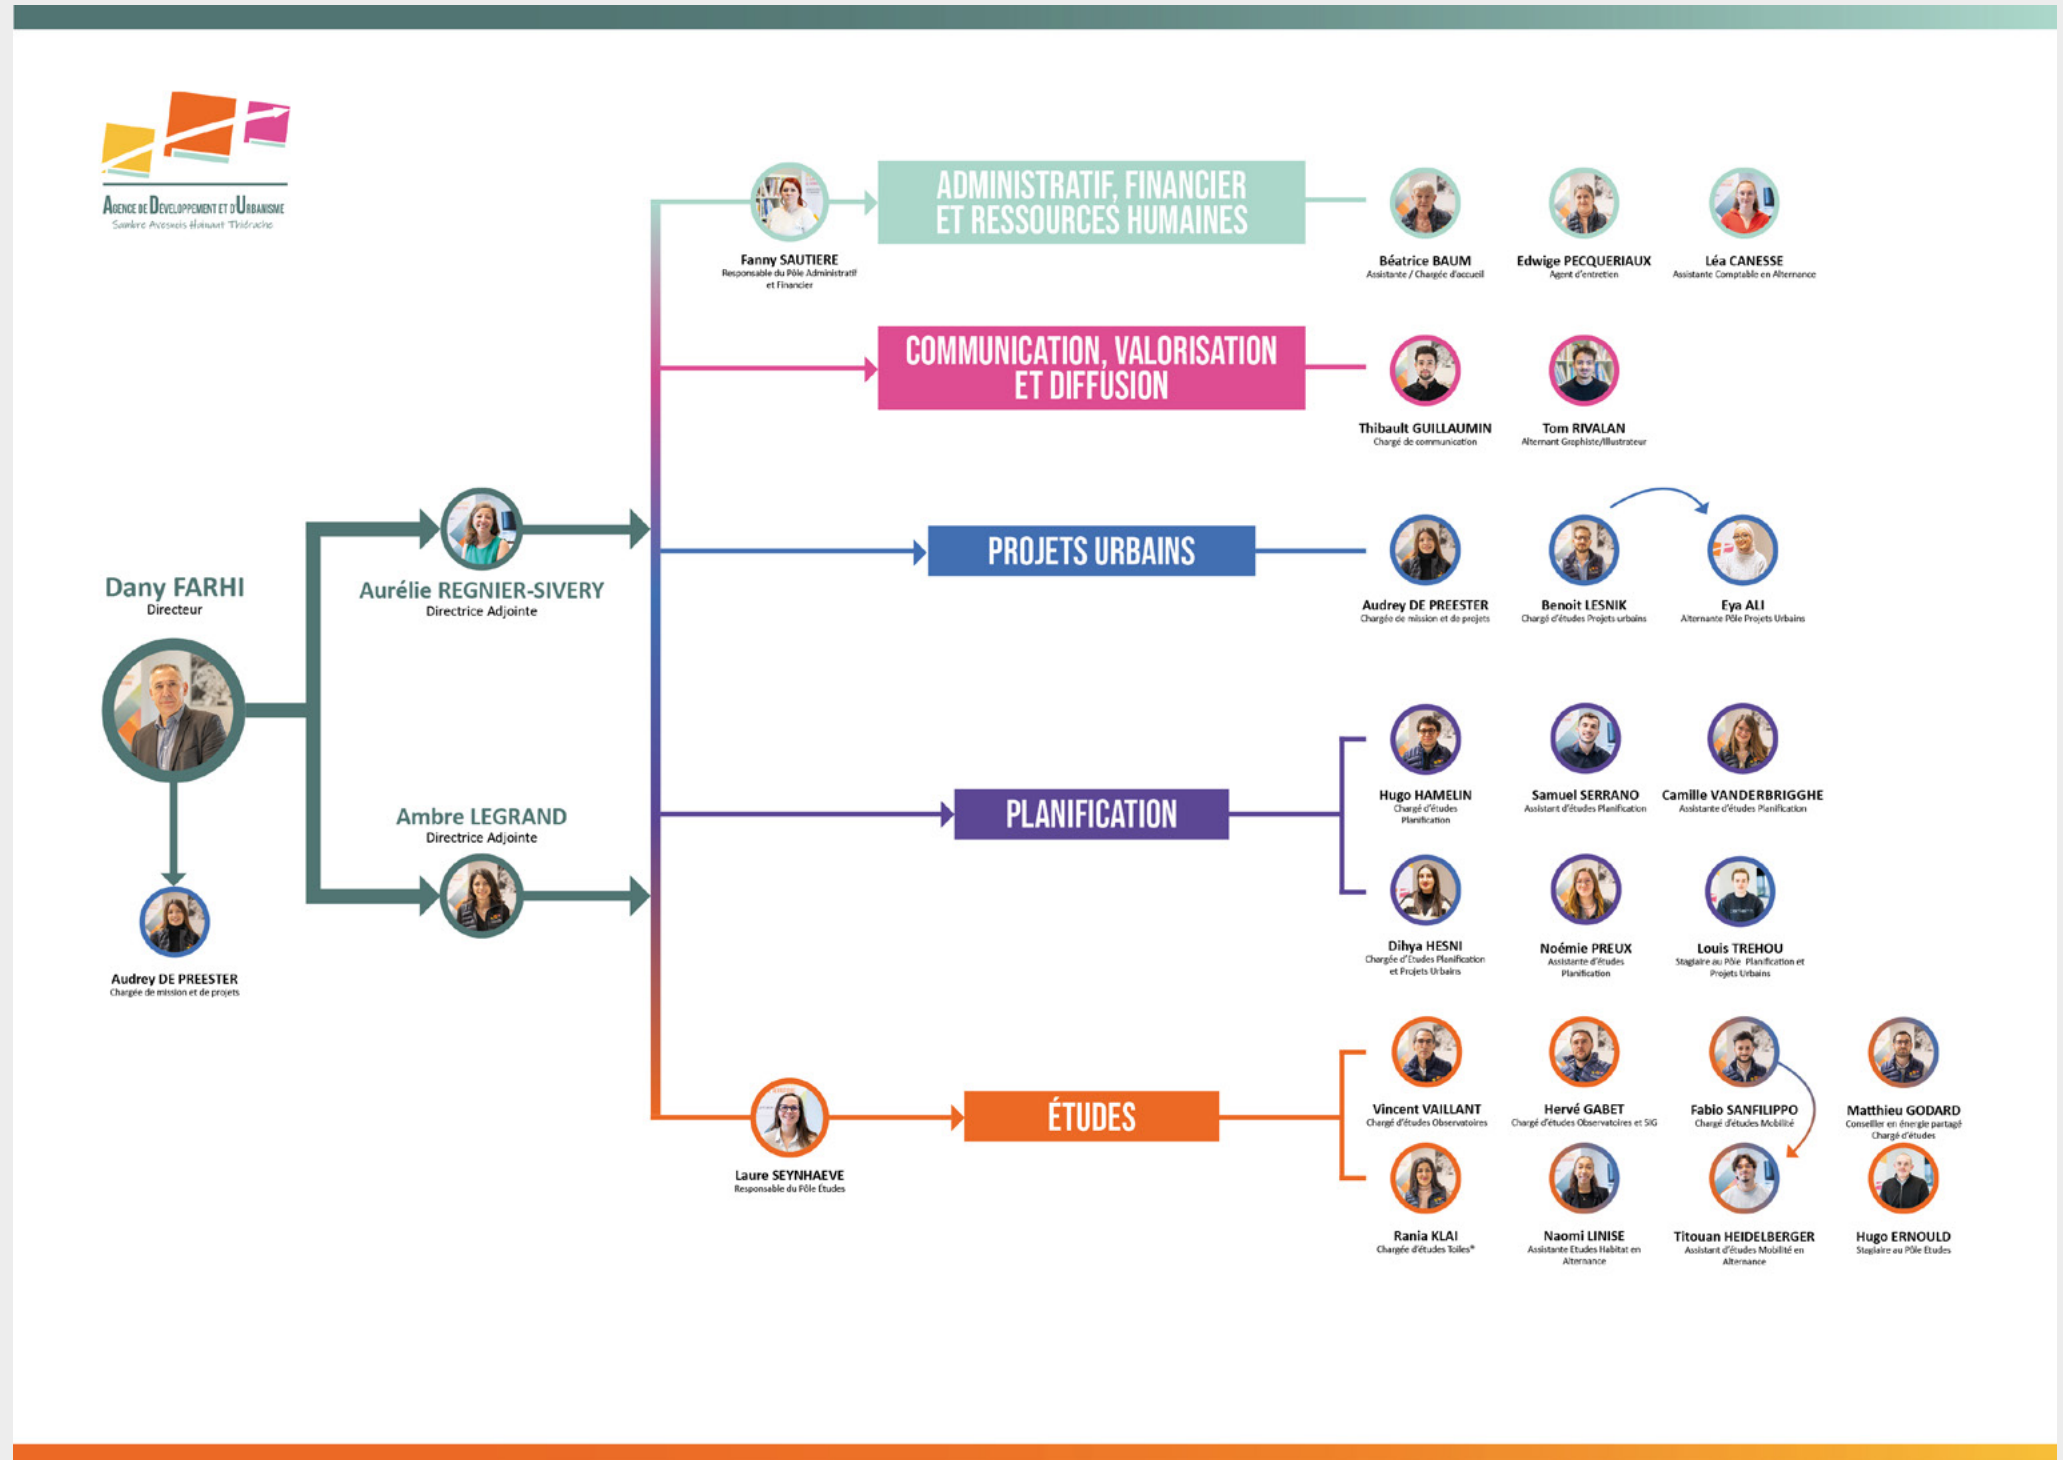 AGENCE DE DÉVELOPPEMENT ET D'URBANISME
Sambre Avesnois Hainaut Thiérache
Dany FARHI
Directeur
Audrey DE PREESTER
Chargée de mission et de projets
Aurélie REGNIER-SIVERY
Directrice Adjointe
Ambre LEGRAND
Directrice Adjointe
Fanny SAUTIERE
Responsable du Pôle Administratif
et Financier
ADMINISTRATIF, FINANCIER
ET RESSOURCES HUMAINES
Béatrice BAUM
Assistante / Chargée d'accueil
Edwige PECQUERIAUX
Agent d'entretien
Léa CANESSE
Assistante Comptable en Alternance
COMMUNICATION, VALORISATION
ET DIFFUSION
Thibault GUILLAUMIN
Chargé de communication
Tom RIVALAN
Alternant Graphiste/Illustrateur
PROJETS URBAINS
Audrey DE PREESTER
Chargée de mission et de projets
Benoit LESNIK
Chargé d'études Projets urbains
Eya ALI
Alternante Pôle Projets Urbains
PLANIFICATION
Hugo HAMELIN
Chargé d'études
Planification
Samuel SERRANO
Assistant d'études Planification
Camille VANDERBRIGGHE
Assistante d'études Planification
Dihya HESNI
Chargée d'Etudes Planification
et Projets Urbains
Noémie PREUX
Assistante d'études
Planification
Louis TREHOU
Stagiaire au Pôle Planification et
Projets Urbains
Laure SEYNHAEVE
Responsable du Pôle Etudes
ÉTUDES
Vincent VAILLANT
Chargé d'études Observatoires
Hervé GABET
Chargé d'études Observatoires et SIG
Fabio SANFILIPPO
Chargé d'études Mobilité
Matthieu GODARD
Conseiller en énergie partagé
Chargé d'études
Rania KLAI
Chargée d'études Toiles®
Naomi LINISE
Assistante Etudes Habitat en
Alternance
Titouan HEIDELBERGER
Assistant d'études Mobilité en
Alternance
Hugo ERNOULD
Stagiaire au Pôle Etudes